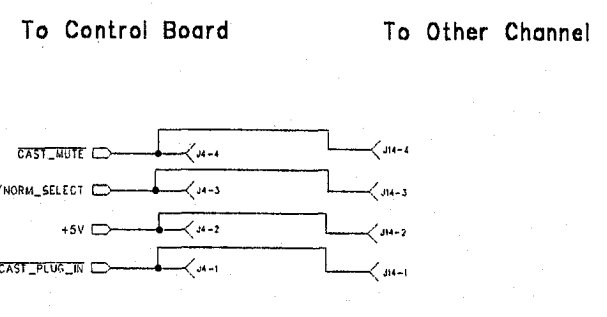 To Control Board To Other Channel
CAST_MUTE J4-4 J14-4
/NORM_SELECT J4-3 J14-3
+5V J4-2 J14-2
CAST_PLUG_IN J4-1 J14-1